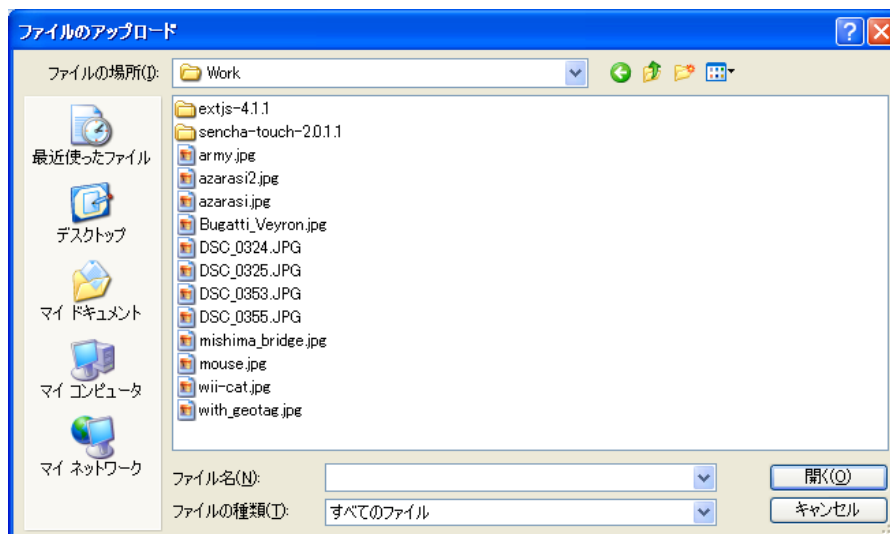 ファイルのアップロード
ファイルの場所(I):
Work
最近使ったファイル
デスクトップ
マイ ドキュメント
マイ コンピュータ
マイ ネットワーク
extjs-4.1.1
sencha-touch-2.0.1.1
army.jpg
azarasi2.jpg
azarasi.jpg
Bugatti_Veyron.jpg
DSC_0324.JPG
DSC_0325.JPG
DSC_0353.JPG
DSC_0355.JPG
mishima_bridge.jpg
mouse.jpg
wii-cat.jpg
with_geotag.jpg
ファイル名(N):
開く(O)
ファイルの種類(T):
すべてのファイル
キャンセル